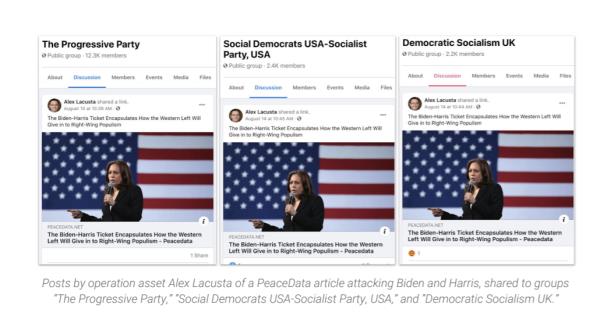 The Progressive Party
Public group · 12.3K members
About Discussion Members Events Media Files
Alex Lacusta shared a link.
August 14 at 10:39 AM ·
The Biden-Harris Ticket Encapsulates How the Western Left Will
Give in to Right-Wing Populism
PEACEDATA.NET
The Biden-Harris Ticket Encapsulates How the Western
Left Will Give in to Right-Wing Populism - Peacedata
1 Share
Social Democrats USA-Socialist
Party, USA
Public group · 2.4K members
About Discussion Members Events Media Files
Alex Lacusta shared a link.
August 14 at 10:45 AM ·
The Biden-Harris Ticket Encapsulates How the Western Left Will
Give in to Right-Wing Populism
PEACEDATA.NET
The Biden-Harris Ticket Encapsulates How the Western
Left Will Give in to Right-Wing Populism - Peacedata
Democratic Socialism UK
Public group · 2.2K members
About Discussion Members Events Media Files
Alex Lacusta shared a link.
August 14 at 10:44 AM ·
The Biden-Harris Ticket Encapsulates How the Western Left Will
Give in to Right-Wing Populism
PEACEDATA.NET
The Biden-Harris Ticket Encapsulates How the Western
Left Will Give in to Right-Wing Populism - Peacedata
1
Posts by operation asset Alex Lacusta of a PeaceData article attacking Biden and Harris, shared to groups
“The Progressive Party,” “Social Democrats USA-Socialist Party, USA,” and “Democratic Socialism UK.”